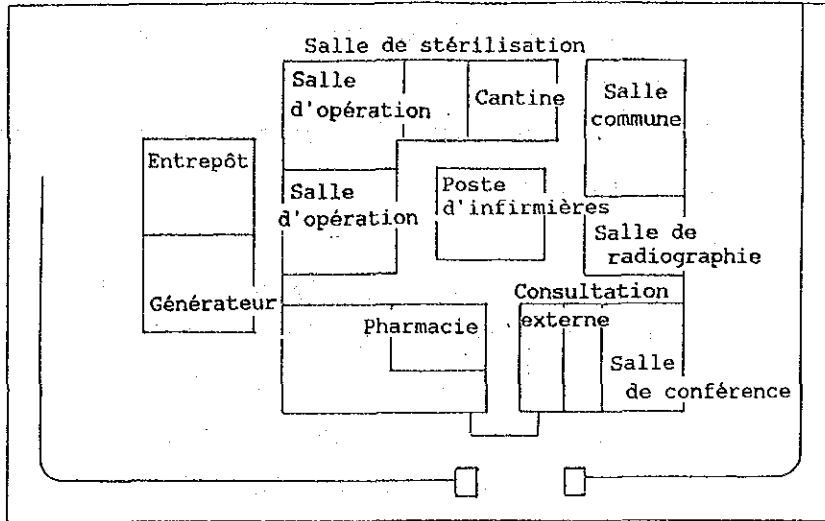 Salle de stérilisation
Salle
d'opération
Cantine
Salle
commune
Entrepôt
Salle
d'opération
Poste
d'infirmières
Salle de
radiographie
Générateur
Pharmacie
Consultation
externe
Salle
de conférence